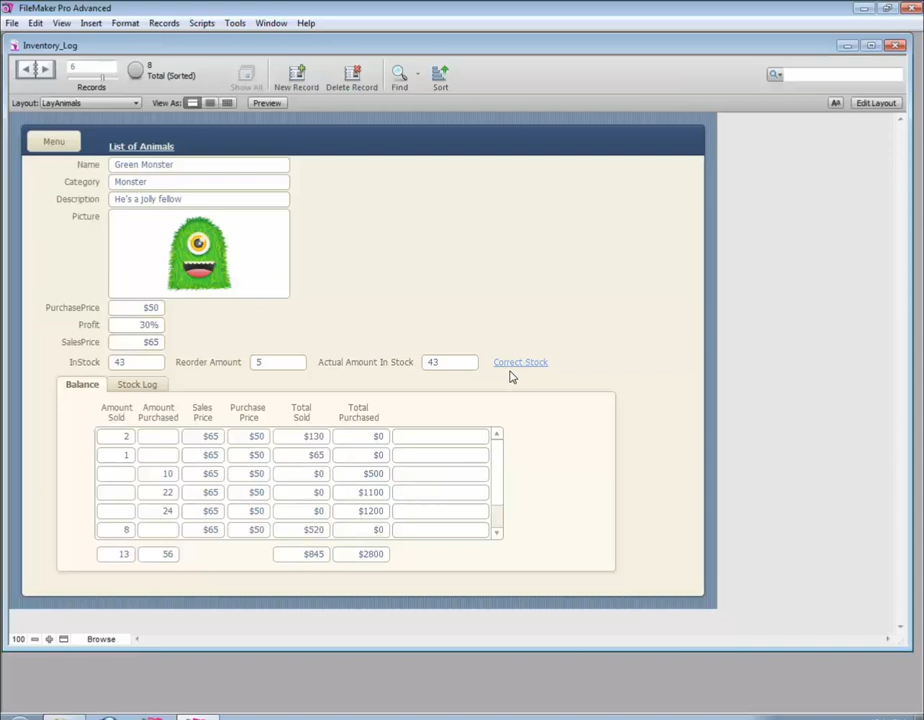 FileMaker Pro Advanced
File Edit View Insert Format Records Scripts Tools Window Help
Inventory_Log
6
8
Total (Sorted)
Records
Show All
New Record
Delete Record
Find
Sort
Layout: LayAnimals
View As:
Preview
Aa
Edit Layout
Menu
List of Animals
Name Green Monster
Category Monster
Description He's a jolly fellow
Picture
PurchasePrice $50
Profit 30%
SalesPrice $65
InStock 43 Reorder Amount 5 Actual Amount In Stock 43 Correct Stock
Balance Stock Log
Amount Sold Amount Purchased Sales Price Purchase Price Total Sold Total Purchased
2 $65 $50 $130 $0
1 $65 $50 $65 $0
10 $65 $50 $0 $500
22 $65 $50 $0 $1100
24 $65 $50 $0 $1200
8 $65 $50 $520 $0
13 56 $845 $2800
100 Browse